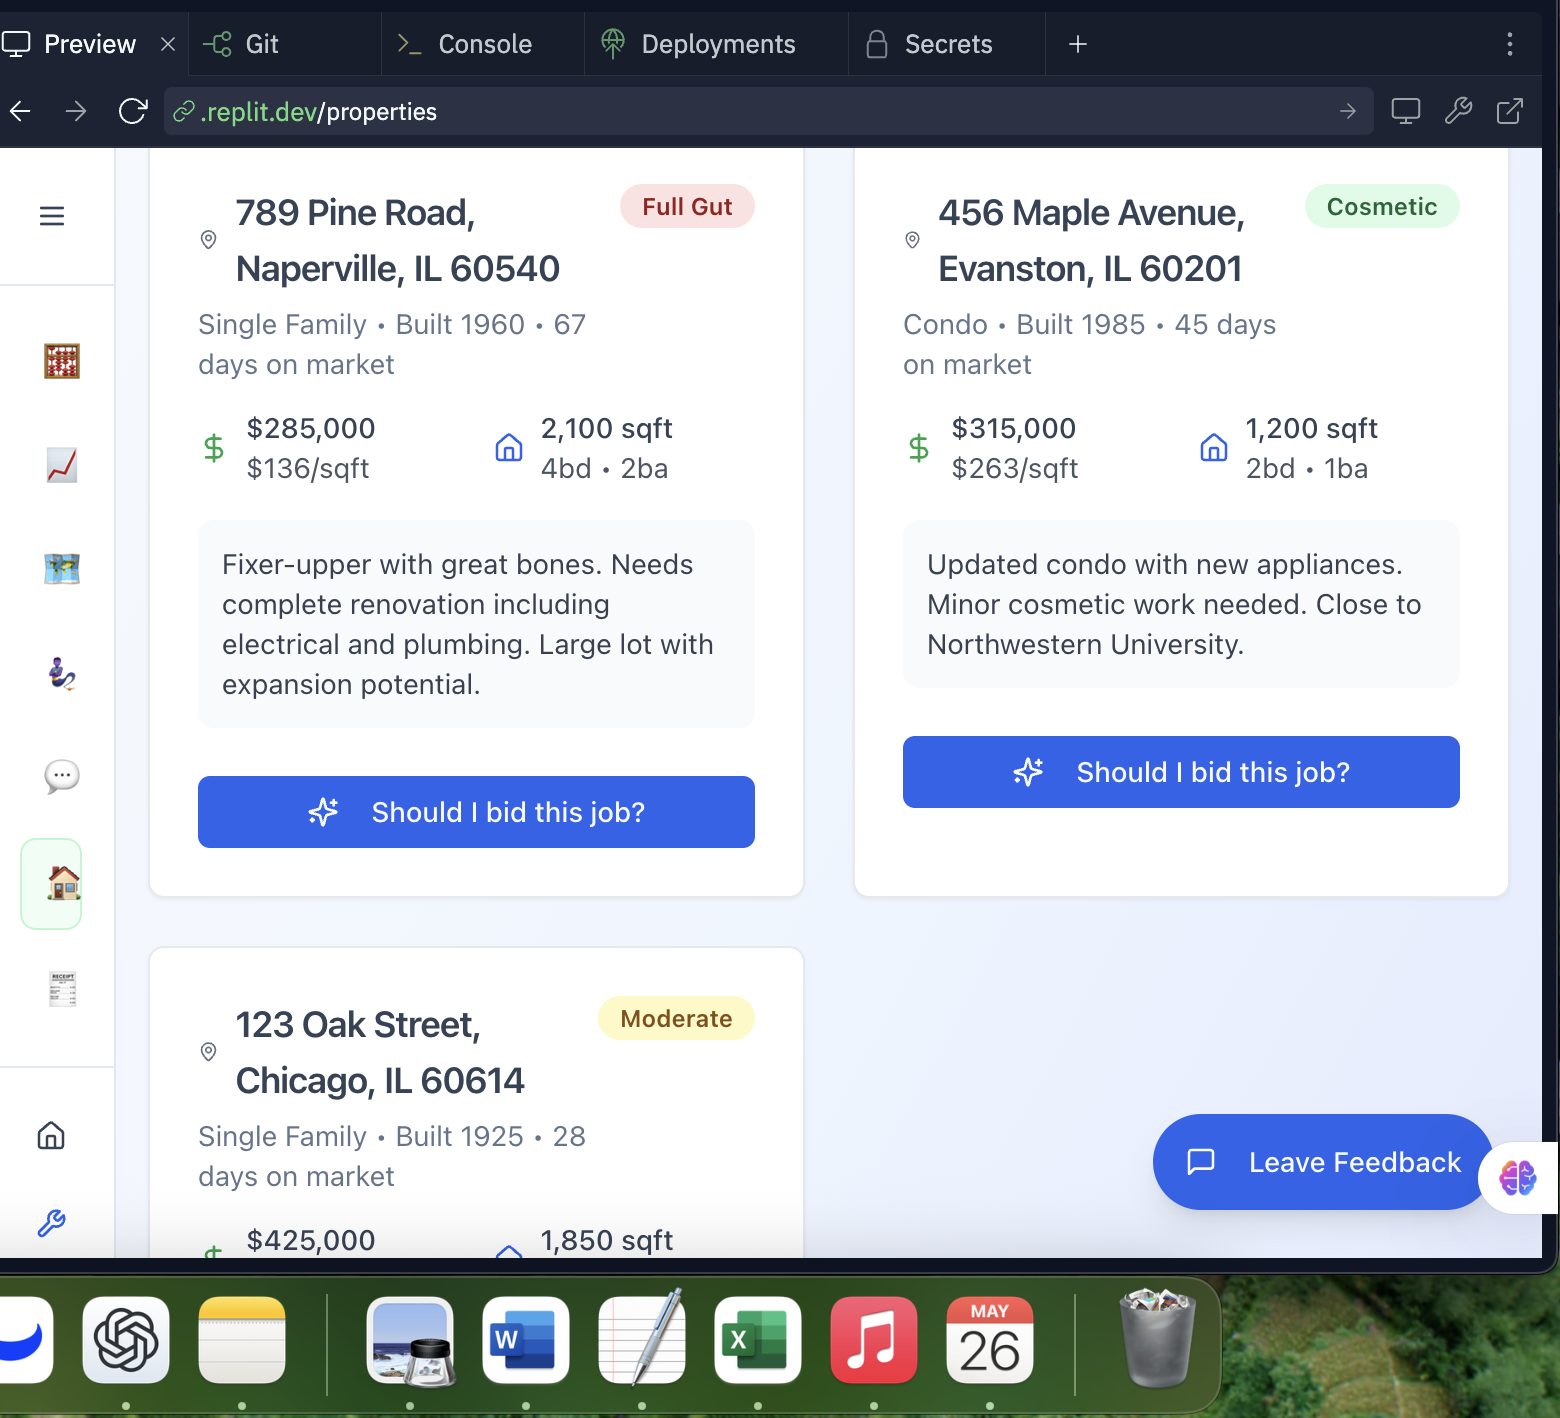 Preview
Git
Console
Deployments
Secrets
.replit.dev/properties
789 Pine Road,
Naperville, IL 60540
Full Gut
Single Family • Built 1960 • 67
days on market
$285,000
$136/sqft
2,100 sqft
4bd • 2ba
Fixer-upper with great bones. Needs
complete renovation including
electrical and plumbing. Large lot with
expansion potential.
Should I bid this job?
456 Maple Avenue,
Evanston, IL 60201
Cosmetic
Condo • Built 1985 • 45 days
on market
$315,000
$263/sqft
1,200 sqft
2bd • 1ba
Updated condo with new appliances.
Minor cosmetic work needed. Close to
Northwestern University.
Should I bid this job?
123 Oak Street,
Chicago, IL 60614
Moderate
Single Family • Built 1925 • 28
days on market
$425,000
1,850 sqft
Leave Feedback
RECEIPT
W
X
MAY
26